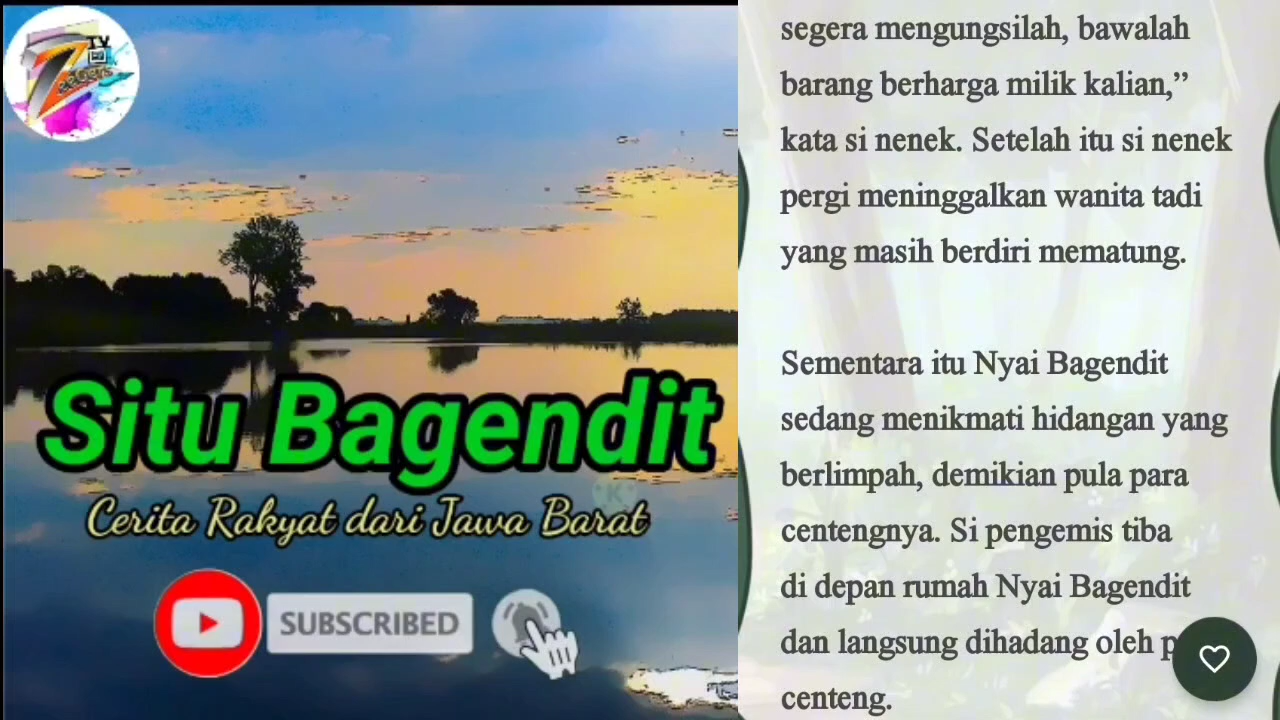 TV
Situ Bagendit
Cerita Rakyat dari Jawa Barat
SUBSCRIBED
segera mengungsilah, bawalah
barang berharga milik kalian,”
kata si nenek. Setelah itu si nenek
pergi meninggalkan wanita tadi
yang masih berdiri mematung.
Sementara itu Nyai Bagendit
sedang menikmati hidangan yang
berlimpah, demikian pula para
centengnya. Si pengemis tiba
di depan rumah Nyai Bagendit
dan langsung dihadang oleh
centeng.